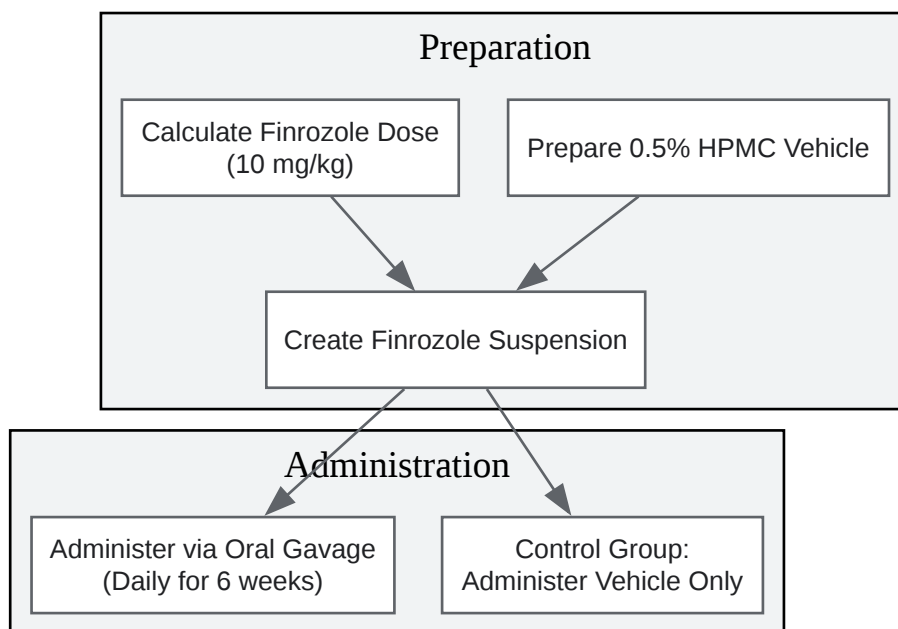 Preparation
Calculate Finrozole Dose
(10 mg/kg)
Prepare 0.5% HPMC Vehicle
Create Finrozole Suspension
Administration
Administer via Oral Gavage
(Daily for 6 weeks)
Control Group:
Administer Vehicle Only